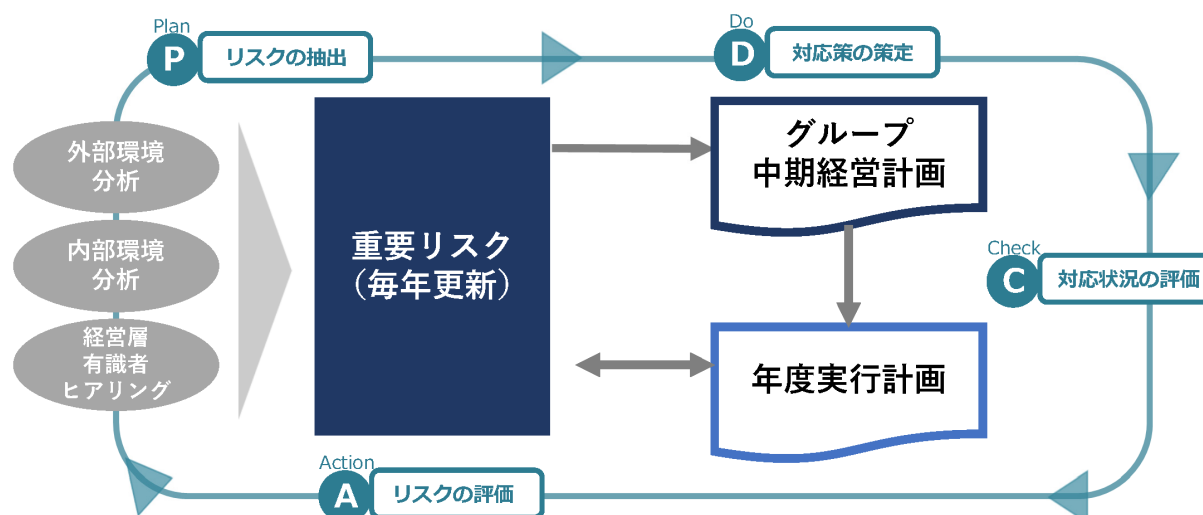 Plan
P
リスクの抽出
Do
D
対応策の策定
外部環境
分析
内部環境
分析
経営層
有識者
ヒアリング
重要リスク
（毎年更新）
グループ
中期経営計画
年度実行計画
Check
C
対応状況の評価
Action
A
リスクの評価